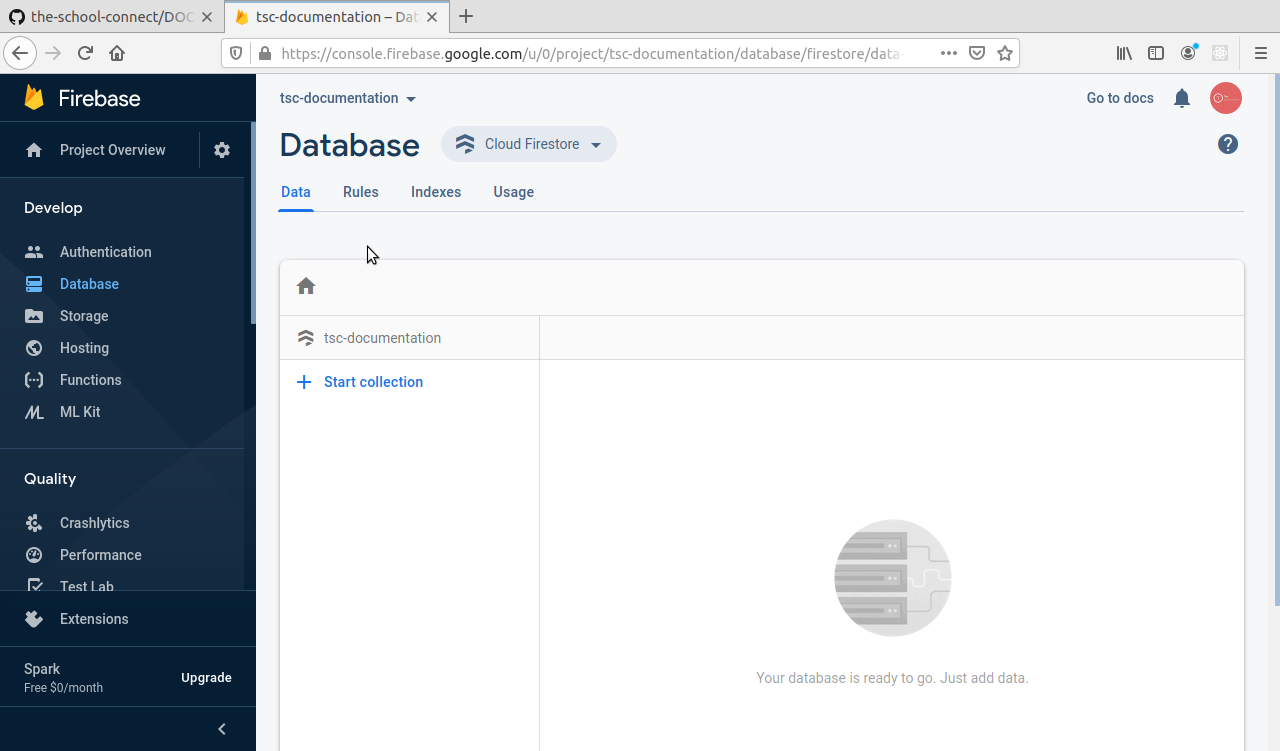 the-school-connect/DOC
tsc-documentation – Dat
https://console.firebase.google.com/u/0/project/tsc-documentation/database/firestore/data
Firebase
Project Overview
Develop
Authentication
Database
Storage
Hosting
Functions
ML Kit
Quality
Crashlytics
Performance
Test Lab
Extensions
Spark
Free $0/month
Upgrade
tsc-documentation
Go to docs
Database
Cloud Firestore
Data
Rules
Indexes
Usage
tsc-documentation
Start collection
Your database is ready to go. Just add data.